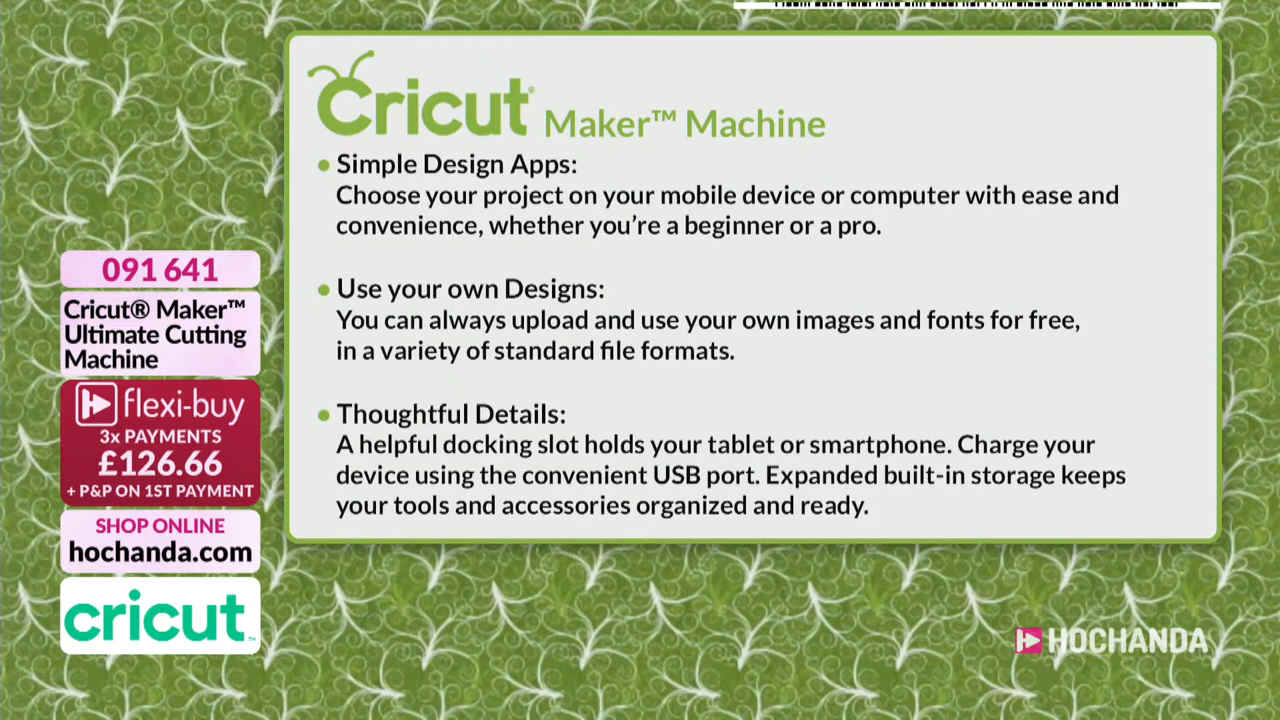 Cricut® Maker™ Machine
• Simple Design Apps:
Choose your project on your mobile device or computer with ease and
convenience, whether you're a beginner or a pro.
• Use your own Designs:
You can always upload and use your own images and fonts for free,
in a variety of standard file formats.
• Thoughtful Details:
A helpful docking slot holds your tablet or smartphone. Charge your
device using the convenient USB port. Expanded built-in storage keeps
your tools and accessories organized and ready.
091 641
Cricut® Maker™
Ultimate Cutting
Machine
flexi-buy
3x PAYMENTS
£126.66
+ P&P ON 1ST PAYMENT
SHOP ONLINE
hochanda.com
cricut™
HOCHANDA